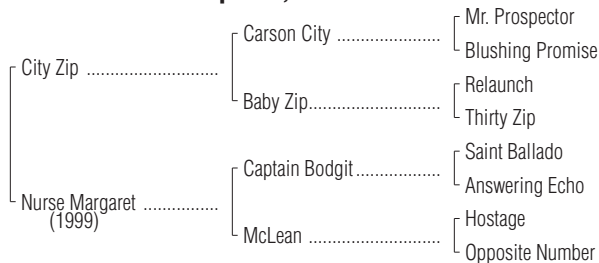 Mr. Prospector
Carson City ....................
Blushing Promise
City Zip .........................
Relaunch
Baby Zip.........................
Thirty Zip
Saint Ballado
Captain Bodgit................
Answering Echo
Nurse Margaret ..............
(1999)
Hostage
McLean .........................
Opposite Number